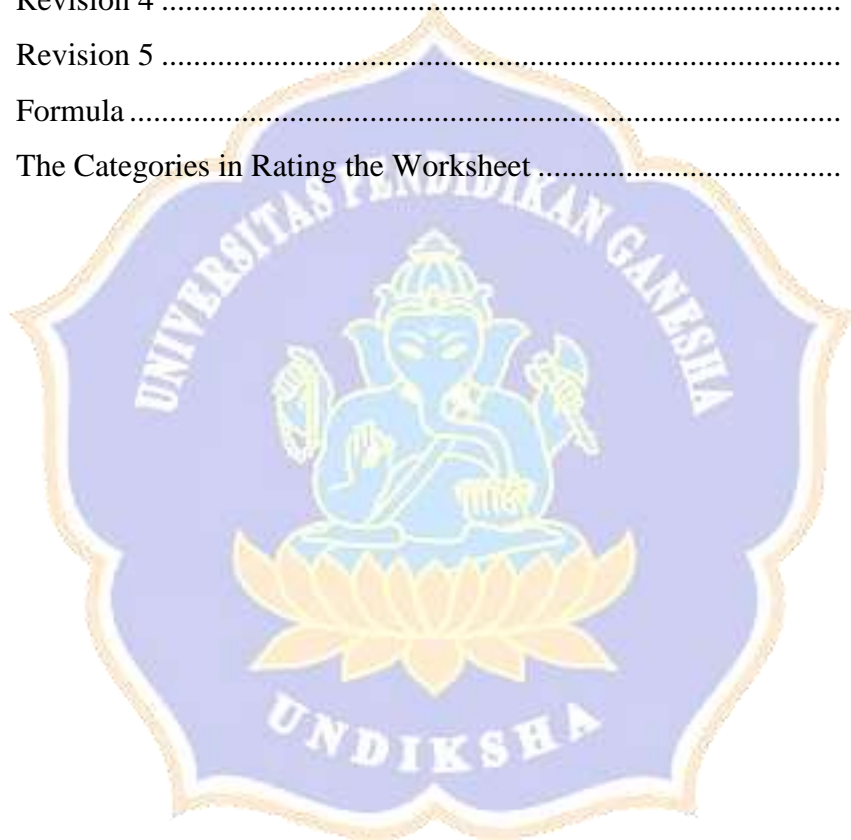 Revision 4 ........................................................................................
Revision 5 ........................................................................................
Formula ............................................................................................
The Categories in Rating the Worksheet .......................................
UNIVERSITAS PENDIDIKAN GANESHA
UNDIKSHA